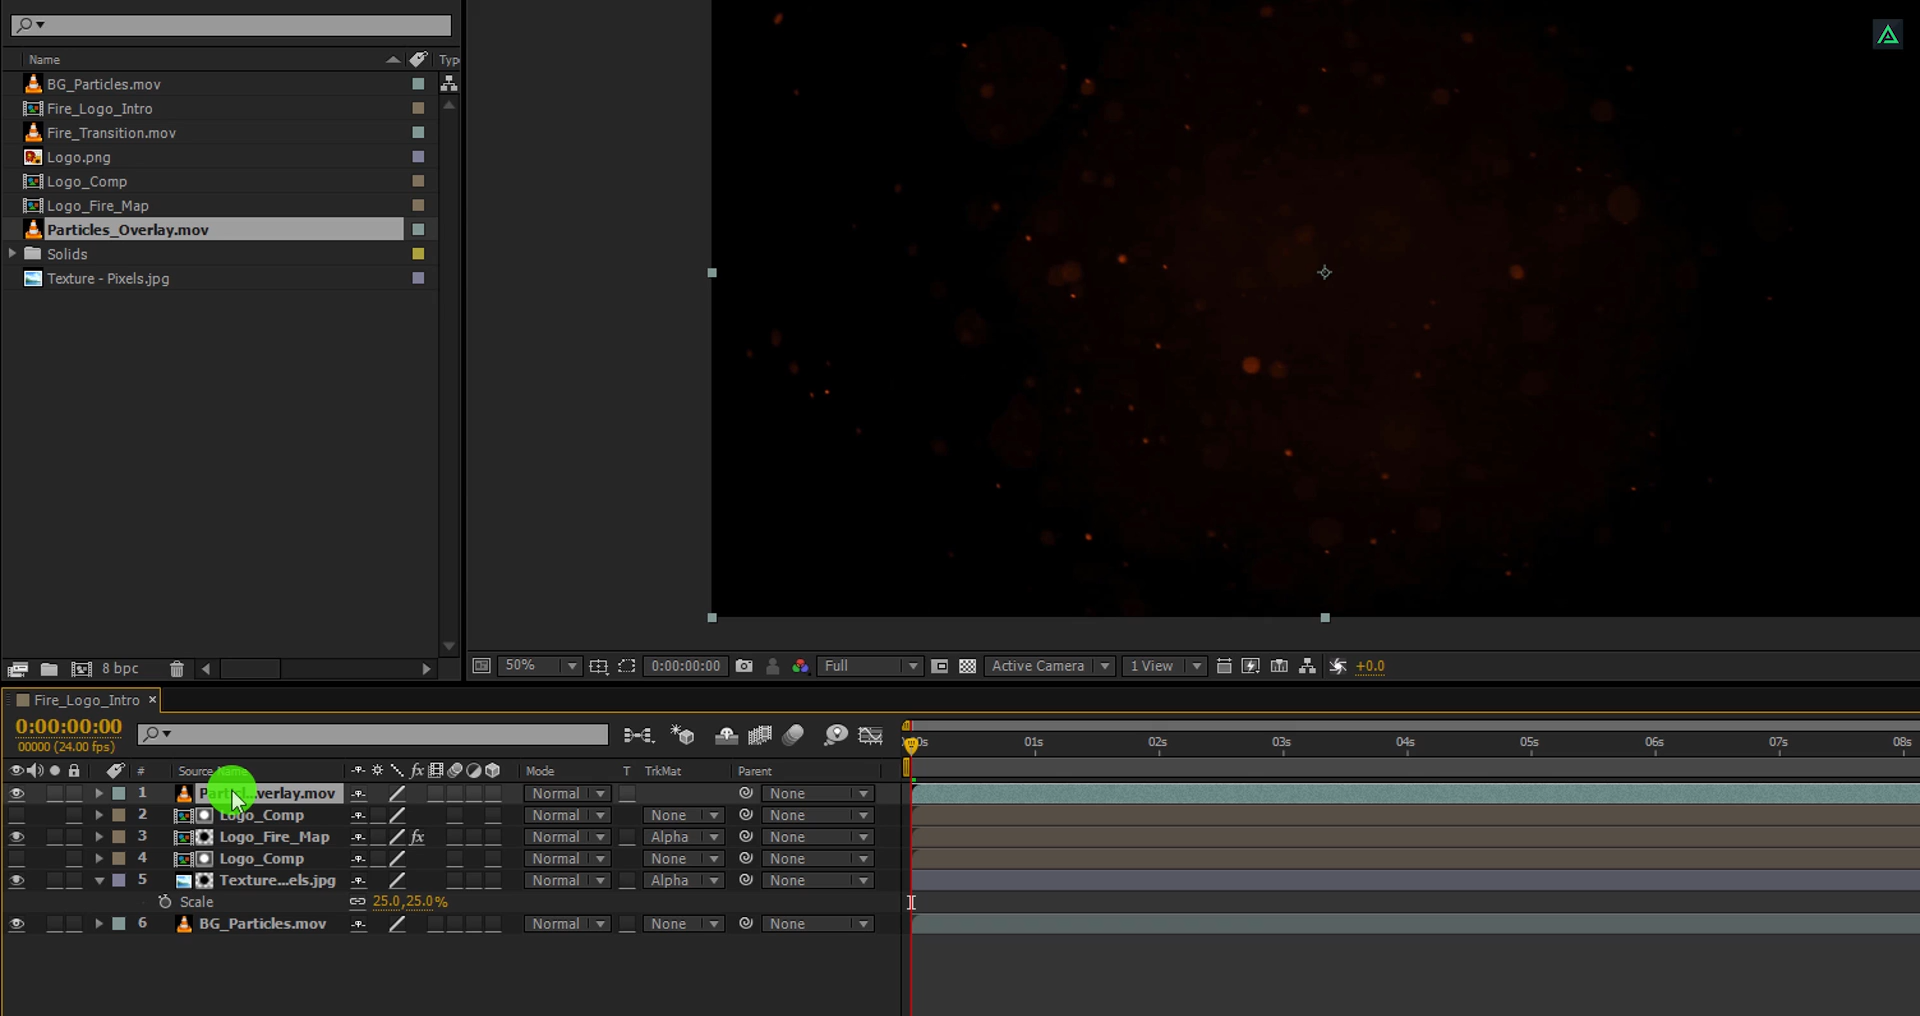 Name Typ
BG_Particles.mov
Fire_Logo_Intro
Fire_Transition.mov
Logo.png
Logo_Comp
Logo_Fire_Map
Particles_Overlay.mov
Solids
Texture - Pixels.jpg
8 bpc
50% 0:00:00:00 Full Active Camera 1 View +0.0
Fire_Logo_Intro ×
0:00:00:00
00000 (24.00 fps)
0s 01s 02s 03s 04s 05s 06s 07s 08s
# Source Name fx Mode T TrkMat Parent
1 Particl...verlay.mov Normal None
2 Logo_Comp Normal None None
3 Logo_Fire_Map fx Normal Alpha None
4 Logo_Comp Normal None None
5 Texture...els.jpg Normal Alpha None
Scale 25.0,25.0%
6 BG_Particles.mov Normal None None